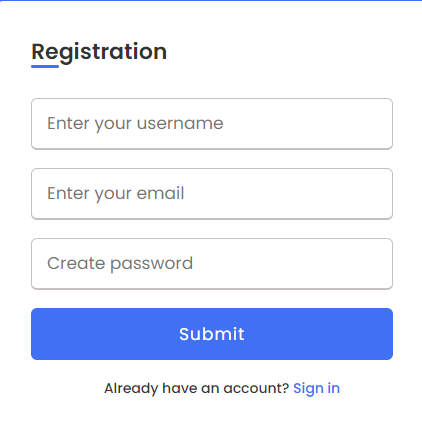 Registration
Enter your username
Enter your email
Create password
Submit
Already have an account? Sign in